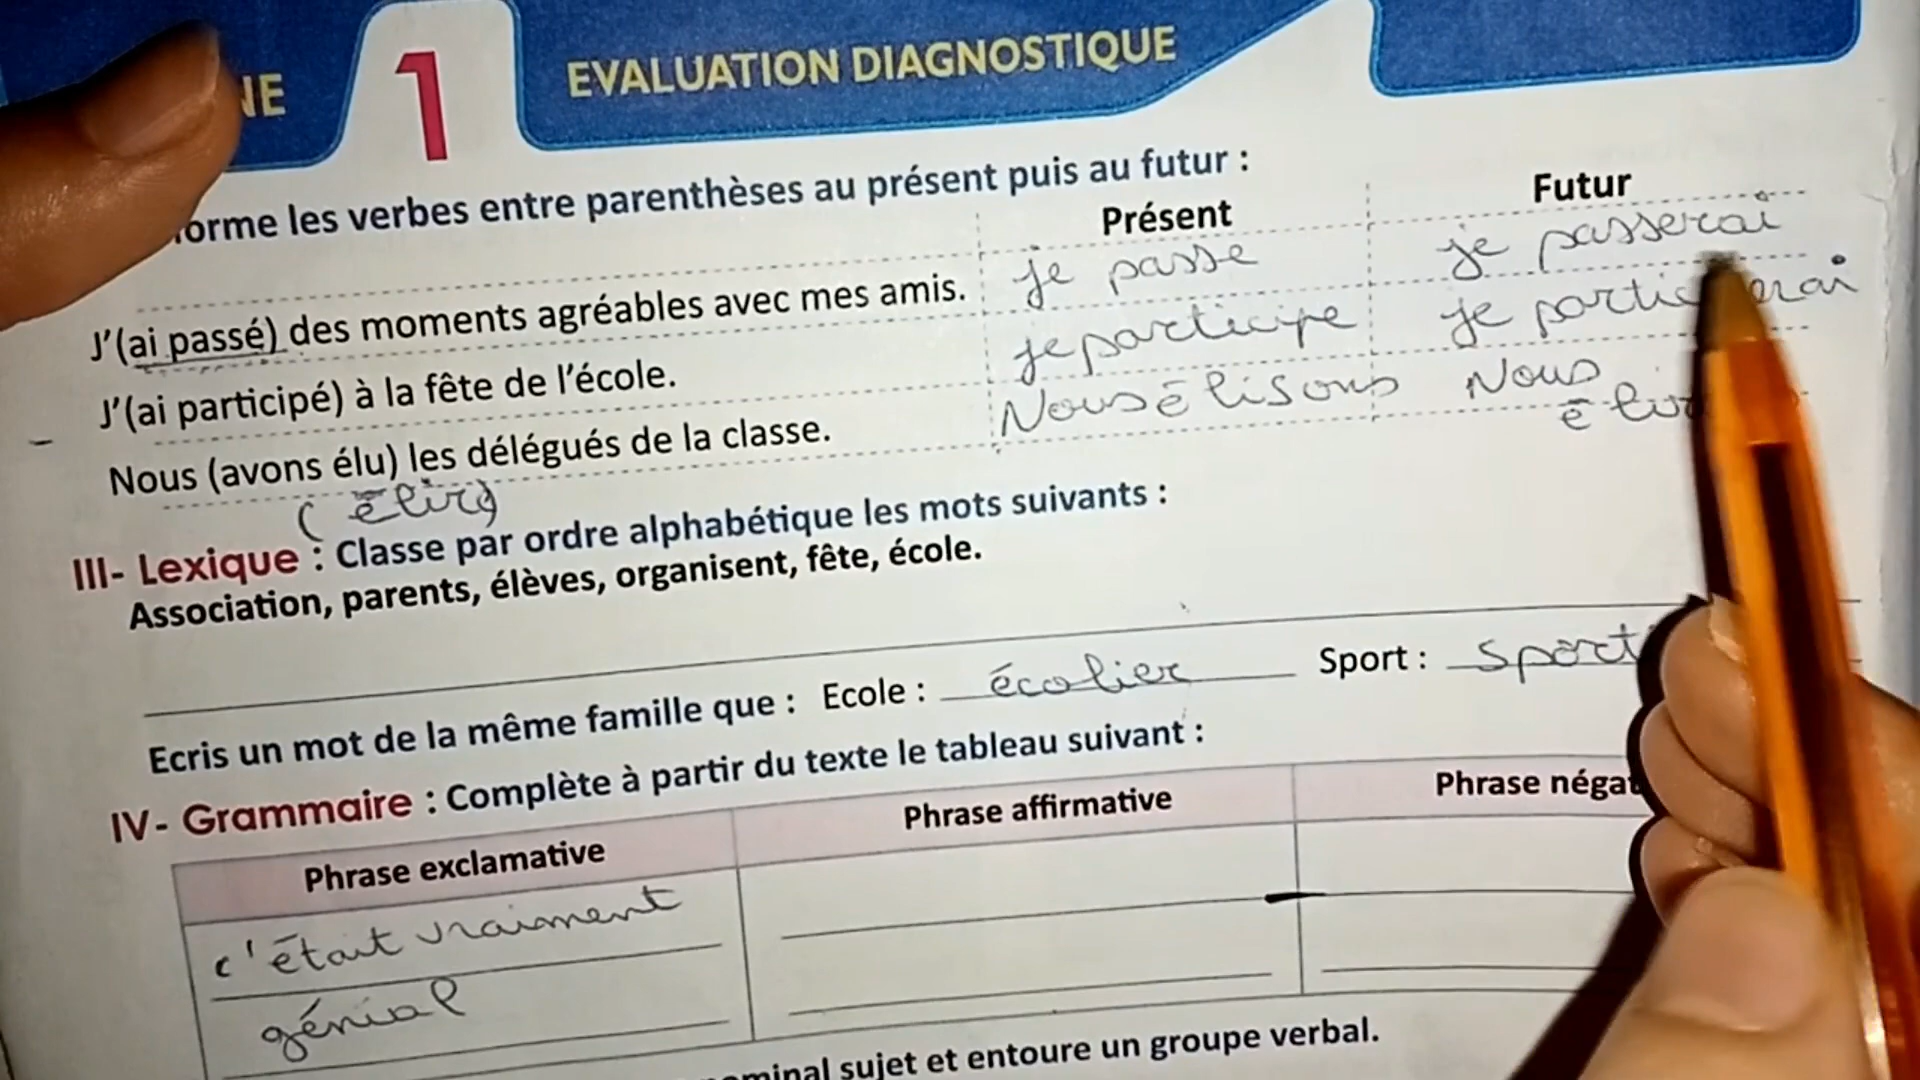 1
EVALUATION DIAGNOSTIQUE
les verbes entre parenthèses au présent puis au futur :
Présent
Futur
J'(ai passé) des moments agréables avec mes amis.
je passe
je passerai
J'(ai participé) à la fête de l'école.
je participe
je
Nous (avons élu) les délégués de la classe.
Nous élisons
Nous
(élire)
III- Lexique : Classe par ordre alphabétique les mots suivants :
Association, parents, élèves, organisent, fête, école.
Ecris un mot de la même famille que : Ecole : écolier Sport :
IV- Grammaire : Complète à partir du texte le tableau suivant :
Phrase exclamative
Phrase affirmative
Phrase
c'était vraiment
génial
sujet et entoure un groupe verbal.